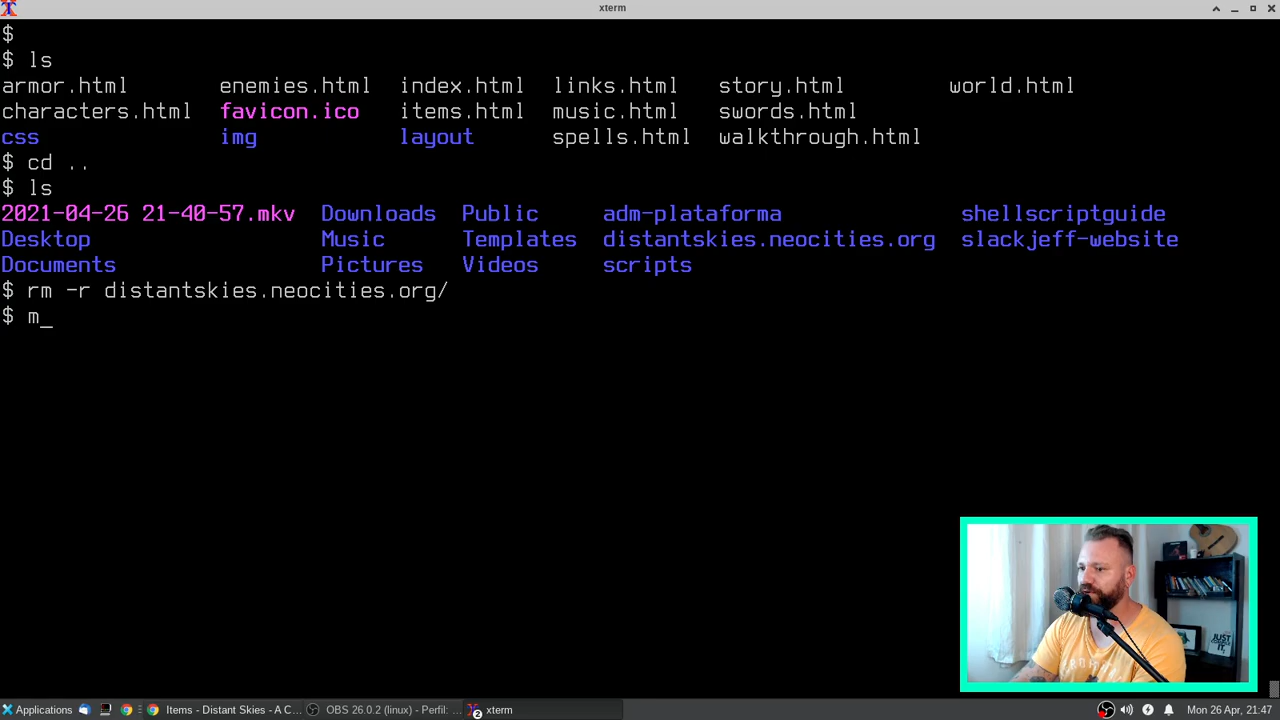 xterm
$
$ ls
armor.html enemies.html index.html links.html story.html world.html
characters.html favicon.ico items.html music.html swords.html
css img layout spells.html walkthrough.html
$ cd ..
$ ls
2021-04-26 21-40-57.mkv Downloads Public adm-plataforma shellscriptguide
Desktop Music Templates distantskies.neocities.org slackjeff-website
Documents Pictures Videos scripts
$ rm -r distantskies.neocities.org/
$ m_
JUST
IT
Applications Items - Distant Skies - A C... OBS 26.0.2 (linux) - Perfil: ... 2 xterm Mon 26 Apr, 21:47